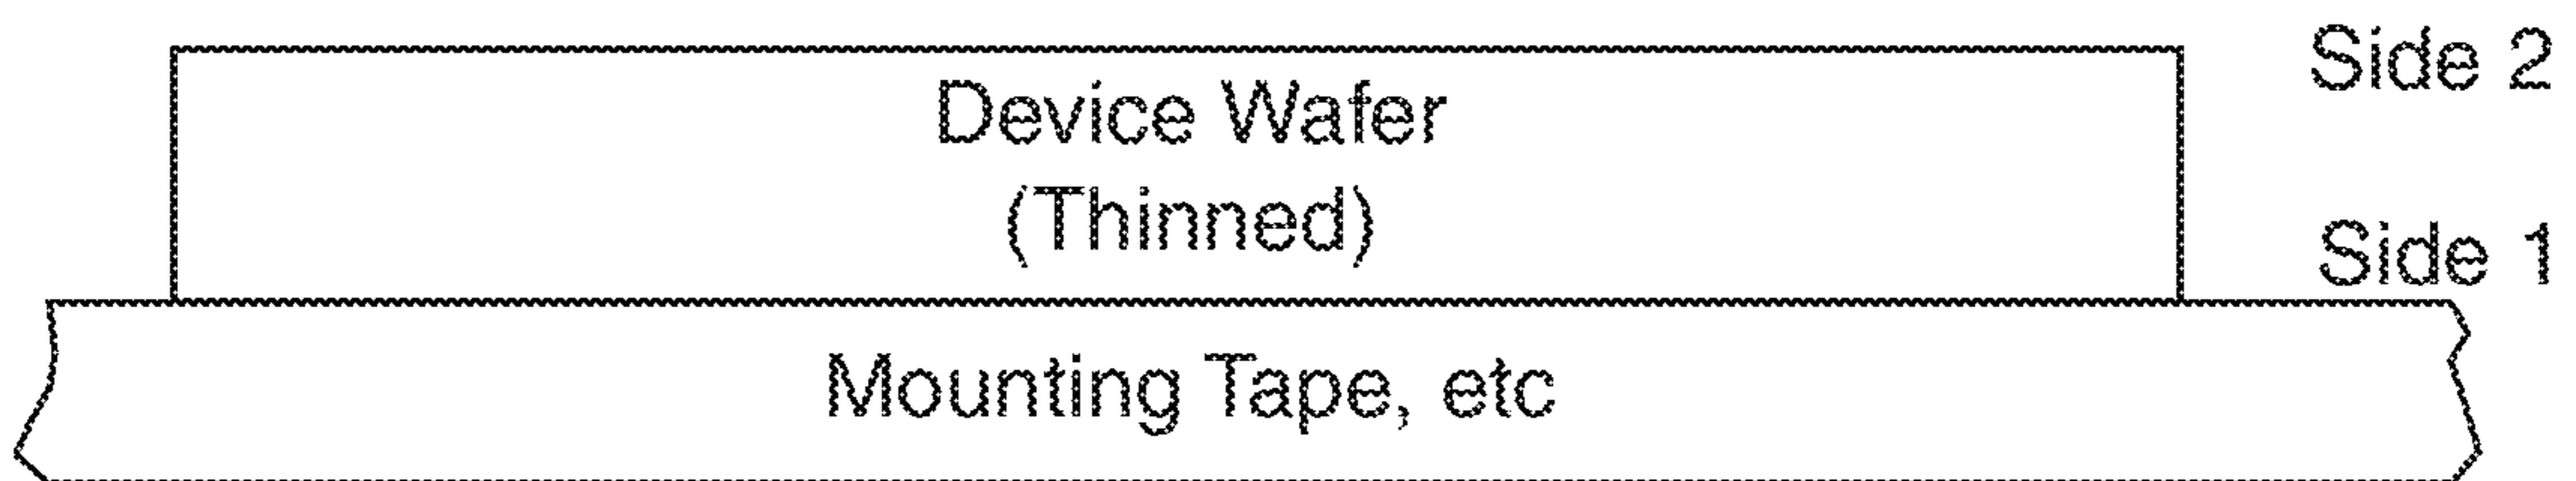 Side 2
Device Wafer
(Thinned)
Side 1
Mounting Tape, etc